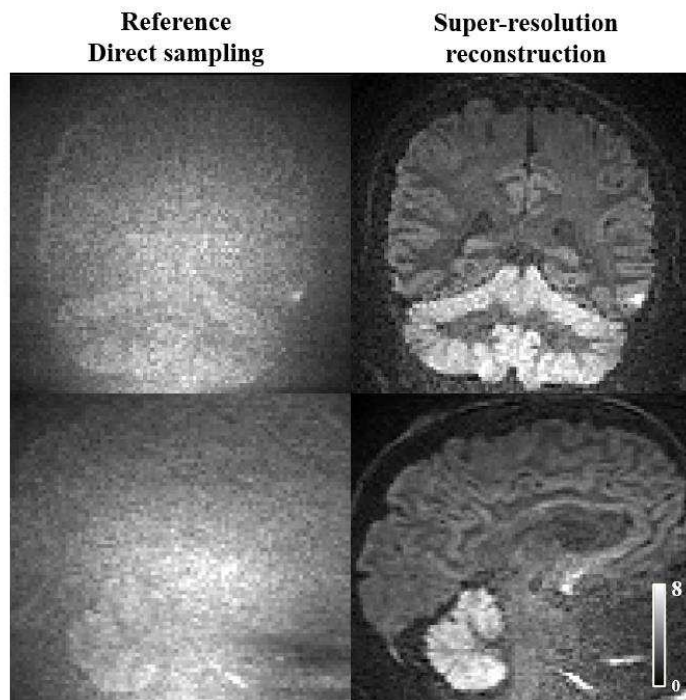 Reference
Direct sampling
Super-resolution
reconstruction
8
0